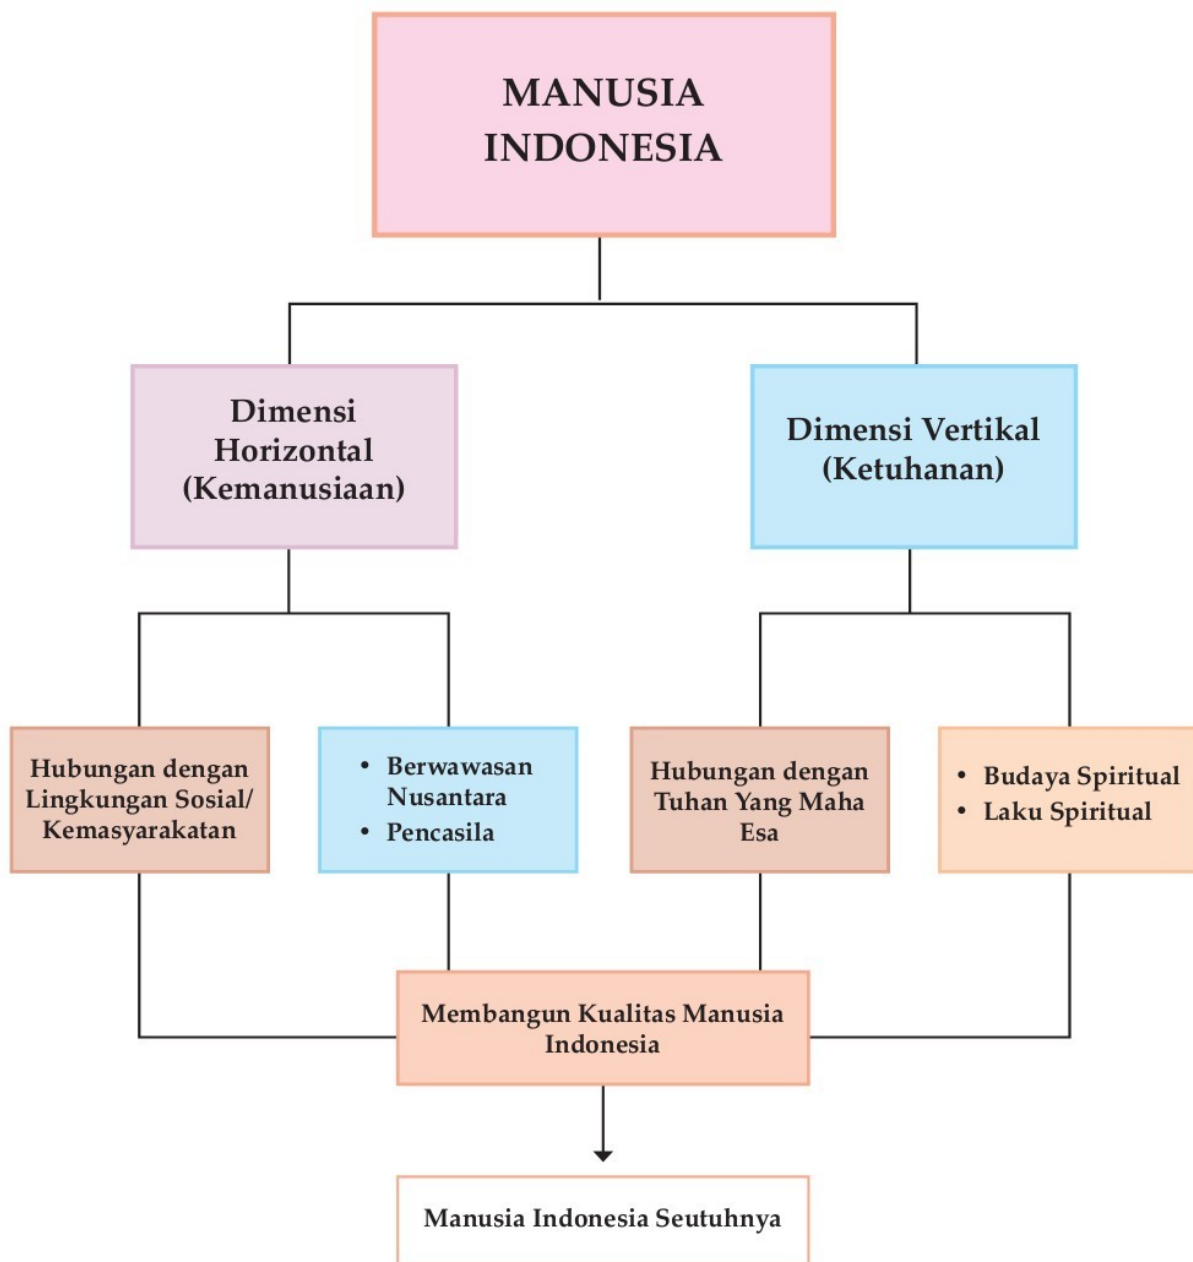 MANUSIA
INDONESIA
Dimensi
Horizontal
(Kemanusiaan)
Dimensi Vertikal
(Ketuhanan)
Hubungan dengan
Lingkungan Sosial/
Kemasyarakatan
• Berwawasan
Nusantara
• Pencasila
Hubungan dengan
Tuhan Yang Maha
Esa
• Budaya Spiritual
• Laku Spiritual
Membangun Kualitas Manusia
Indonesia
Manusia Indonesia Seutuhnya